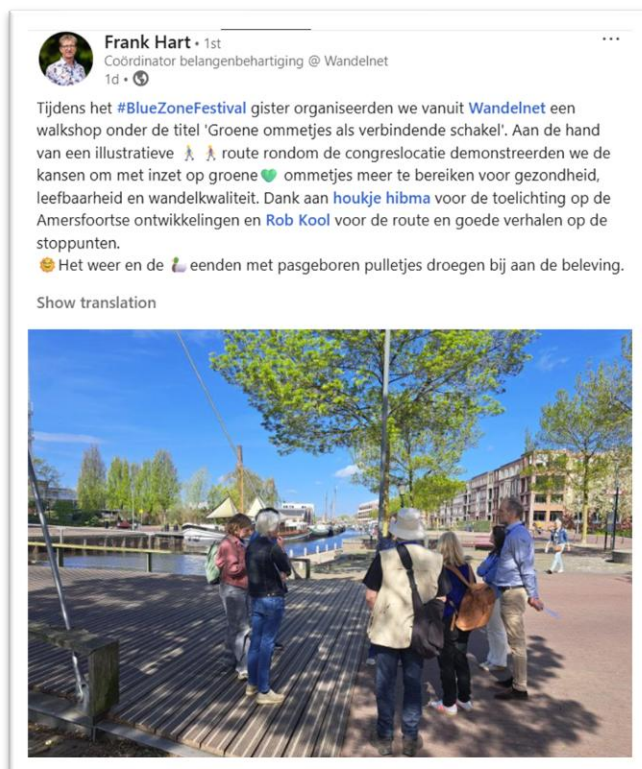 Frank Hart • 1st
Coördinator belangenbehartiging @ Wandelnet
1d •
Tijdens het #BlueZoneFestival gister organiseerden we vanuit Wandelnet een
walkshop onder de titel 'Groene ommetjes als verbindende schakel'. Aan de hand
van een illustratieve 🚶 🚶 route rondom de congreslocatie demonstreerden we de
kansen om met inzet op groene 💚 ommetjes meer te bereiken voor gezondheid,
leefbaarheid en wandelkwaliteit. Dank aan houkje hibma voor de toelichting op de
Amersfoortse ontwikkelingen en Rob Kool voor de route en goede verhalen op de
stoppunten.
🌞 Het weer en de 🦆 eenden met pasgeboren pulletjes droegen bij aan de beleving.
Show translation